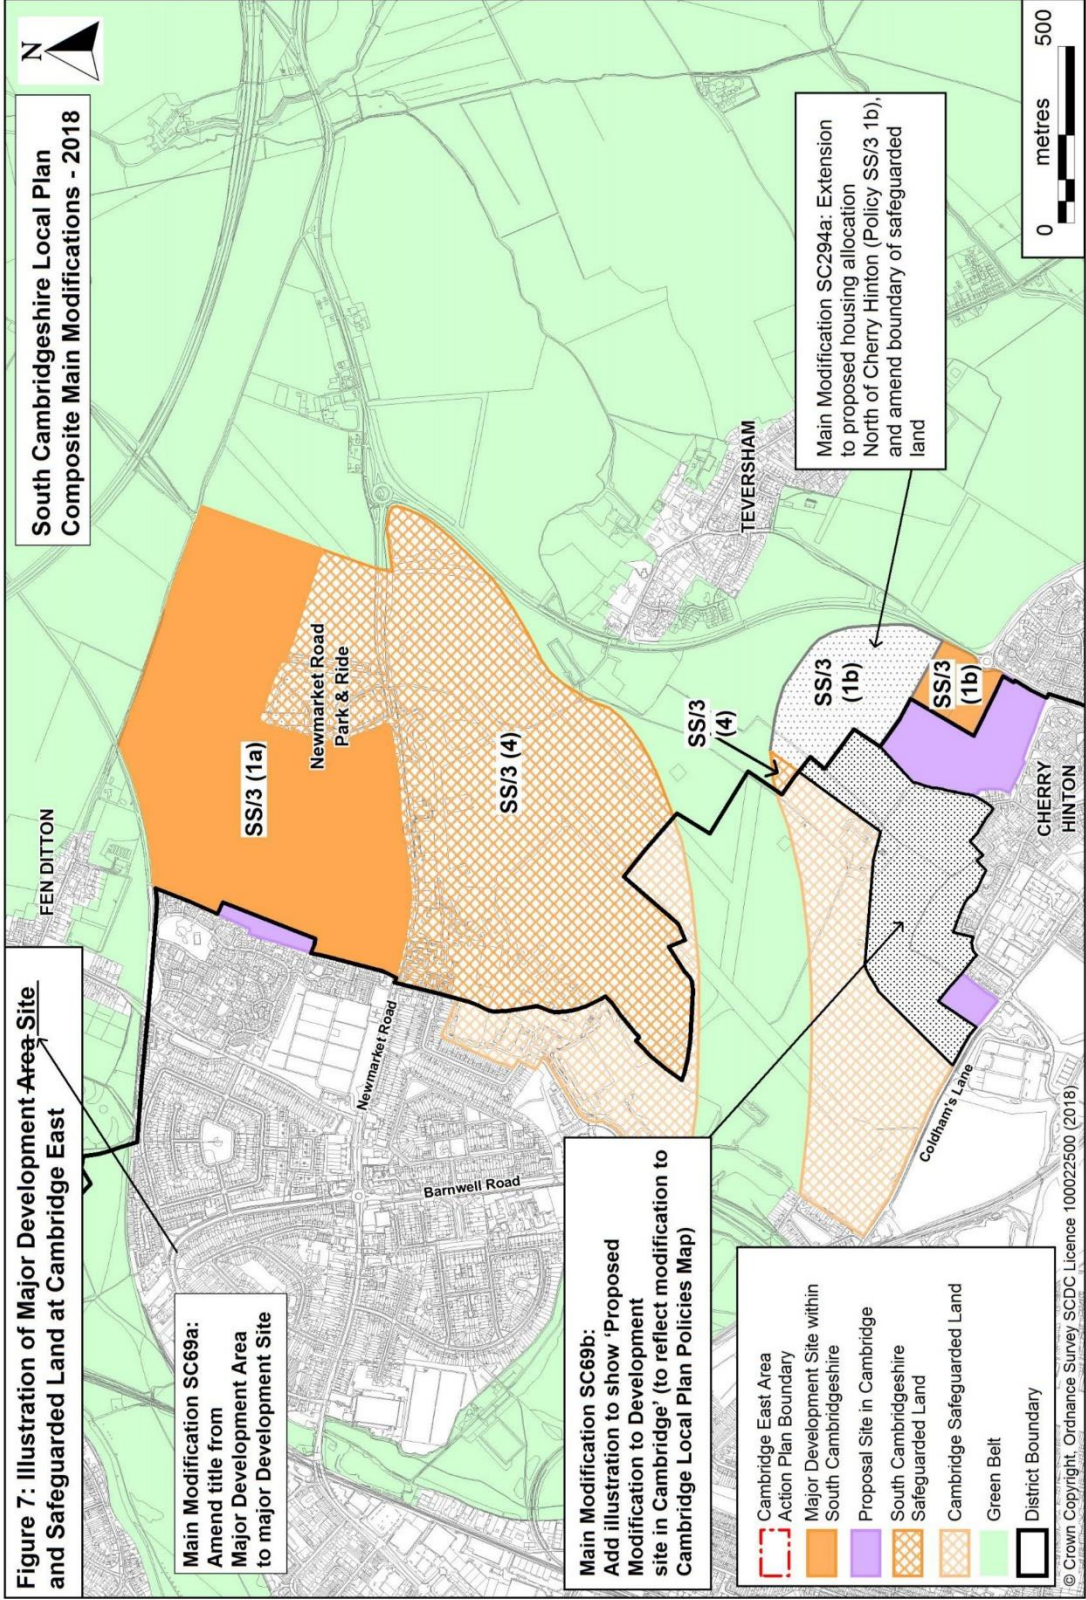 Figure 7: Illustration of Major Development Area Site
and Safeguarded Land at Cambridge East
South Cambridgeshire Local Plan
Composite Main Modifications - 2018
N
Main Modification SC69a:
Amend title from
Major Development Area
to major Development Site
FEN DITTON
SS/3 (1a)
Newmarket Road
Park & Ride
Newmarket Road
SS/3 (4)
Barnwell Road
Main Modification SC69b:
Add illustration to show 'Proposed
Modification to Development
site in Cambridge' (to reflect modification to
Cambridge Local Plan Policies Map)
TEVERSHAM
SS/3
(4)
SS/3
(1b)
SS/3
(1b)
Main Modification SC294a: Extension
to proposed housing allocation
North of Cherry Hinton (Policy SS/3 1b),
and amend boundary of safeguarded
land
Coldham's Lane
CHERRY
HINTON
Cambridge East Area
Action Plan Boundary
Major Development Site within
South Cambridgeshire
Proposal Site in Cambridge
South Cambridgeshire
Safeguarded Land
Cambridge Safeguarded Land
Green Belt
District Boundary
0 metres 500
© Crown Copyright, Ordnance Survey SCDC Licence 100022500 (2018)